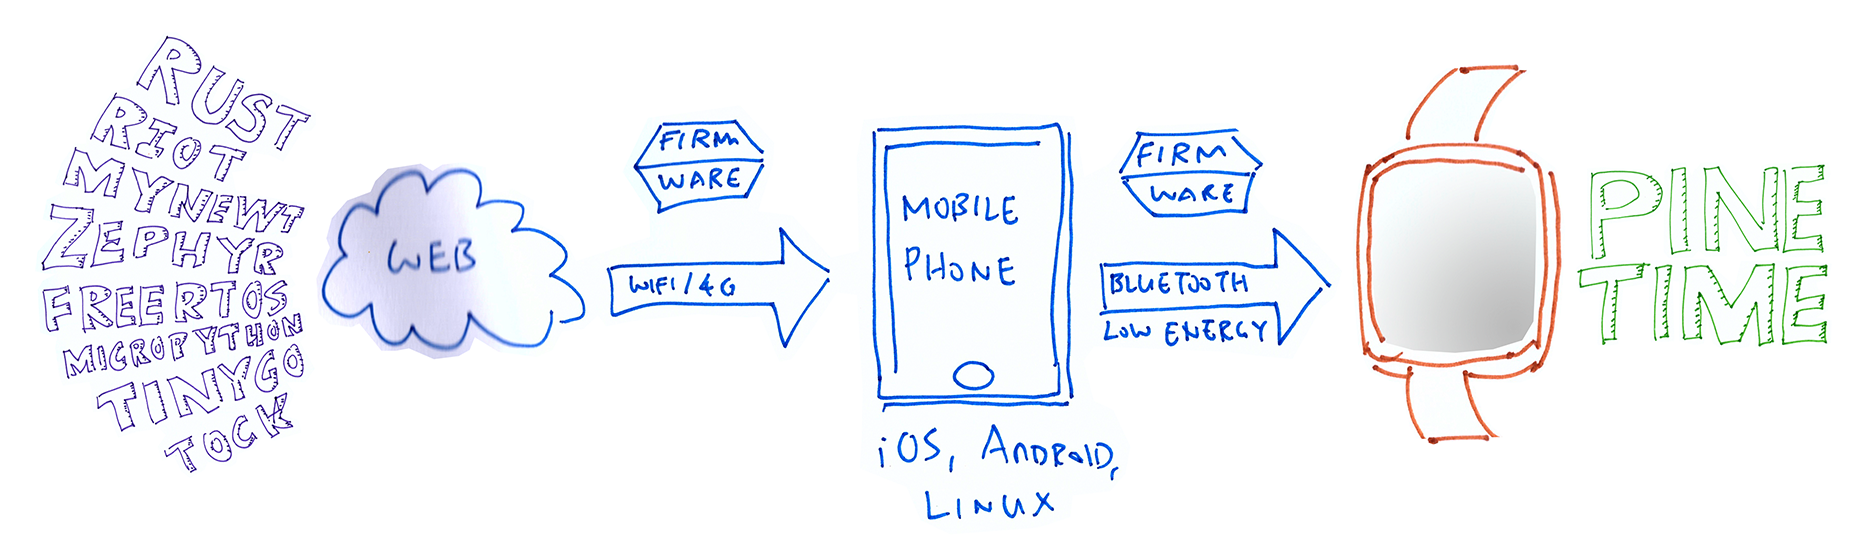 RUST
RIOT
MYNEWT
ZEPHYR
FREERTOS
MICROPYTHON
TINYGO
TOCK
WEB
FIRM
WARE
WIFI/4G
MOBILE
PHONE
iOS, ANDROID,
LINUX
FIRM
WARE
BLUETOOTH
LOW ENERGY
PINE
TIME